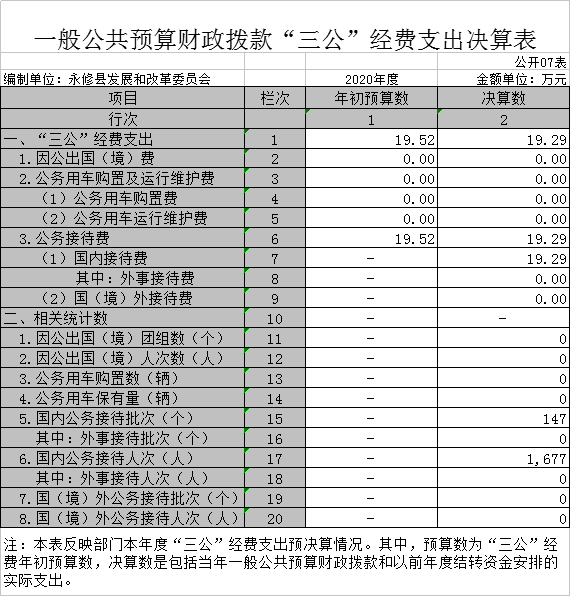 一般公共预算财政拨款“三公”经费支出决算表
公开07表
编制单位：永修县发展和改革委员会 2020年度 金额单位：万元
项目 栏次 年初预算数 决算数
行次 1 2
一、“三公”经费支出 1 19.52 19.29
1.因公出国（境）费 2 0.00 0.00
2.公务用车购置及运行维护费 3 0.00 0.00
（1）公务用车购置费 4 0.00 0.00
（2）公务用车运行维护费 5 0.00 0.00
3.公务接待费 6 19.52 19.29
（1）国内接待费 7 － 19.29
其中：外事接待费 8 － 0.00
（2）国（境）外接待费 9 － 0.00
二、相关统计数 10 － －
1.因公出国（境）团组数（个） 11 － 0
2.因公出国（境）人次数（人） 12 － 0
3.公务用车购置数（辆） 13 － 0
4.公务用车保有量（辆） 14 － 0
5.国内公务接待批次（个） 15 － 147
其中：外事接待批次（个） 16 － 0
6.国内公务接待人次（人） 17 － 1,677
其中：外事接待人次（人） 18 － 0
7.国（境）外公务接待批次（个） 19 － 0
8.国（境）外公务接待人次（人） 20 － 0
注：本表反映部门本年度“三公”经费支出预决算情况。其中，预算数为“三公”经
费年初预算数，决算数是包括当年一般公共预算财政拨款和以前年度结转资金安排的
实际支出。